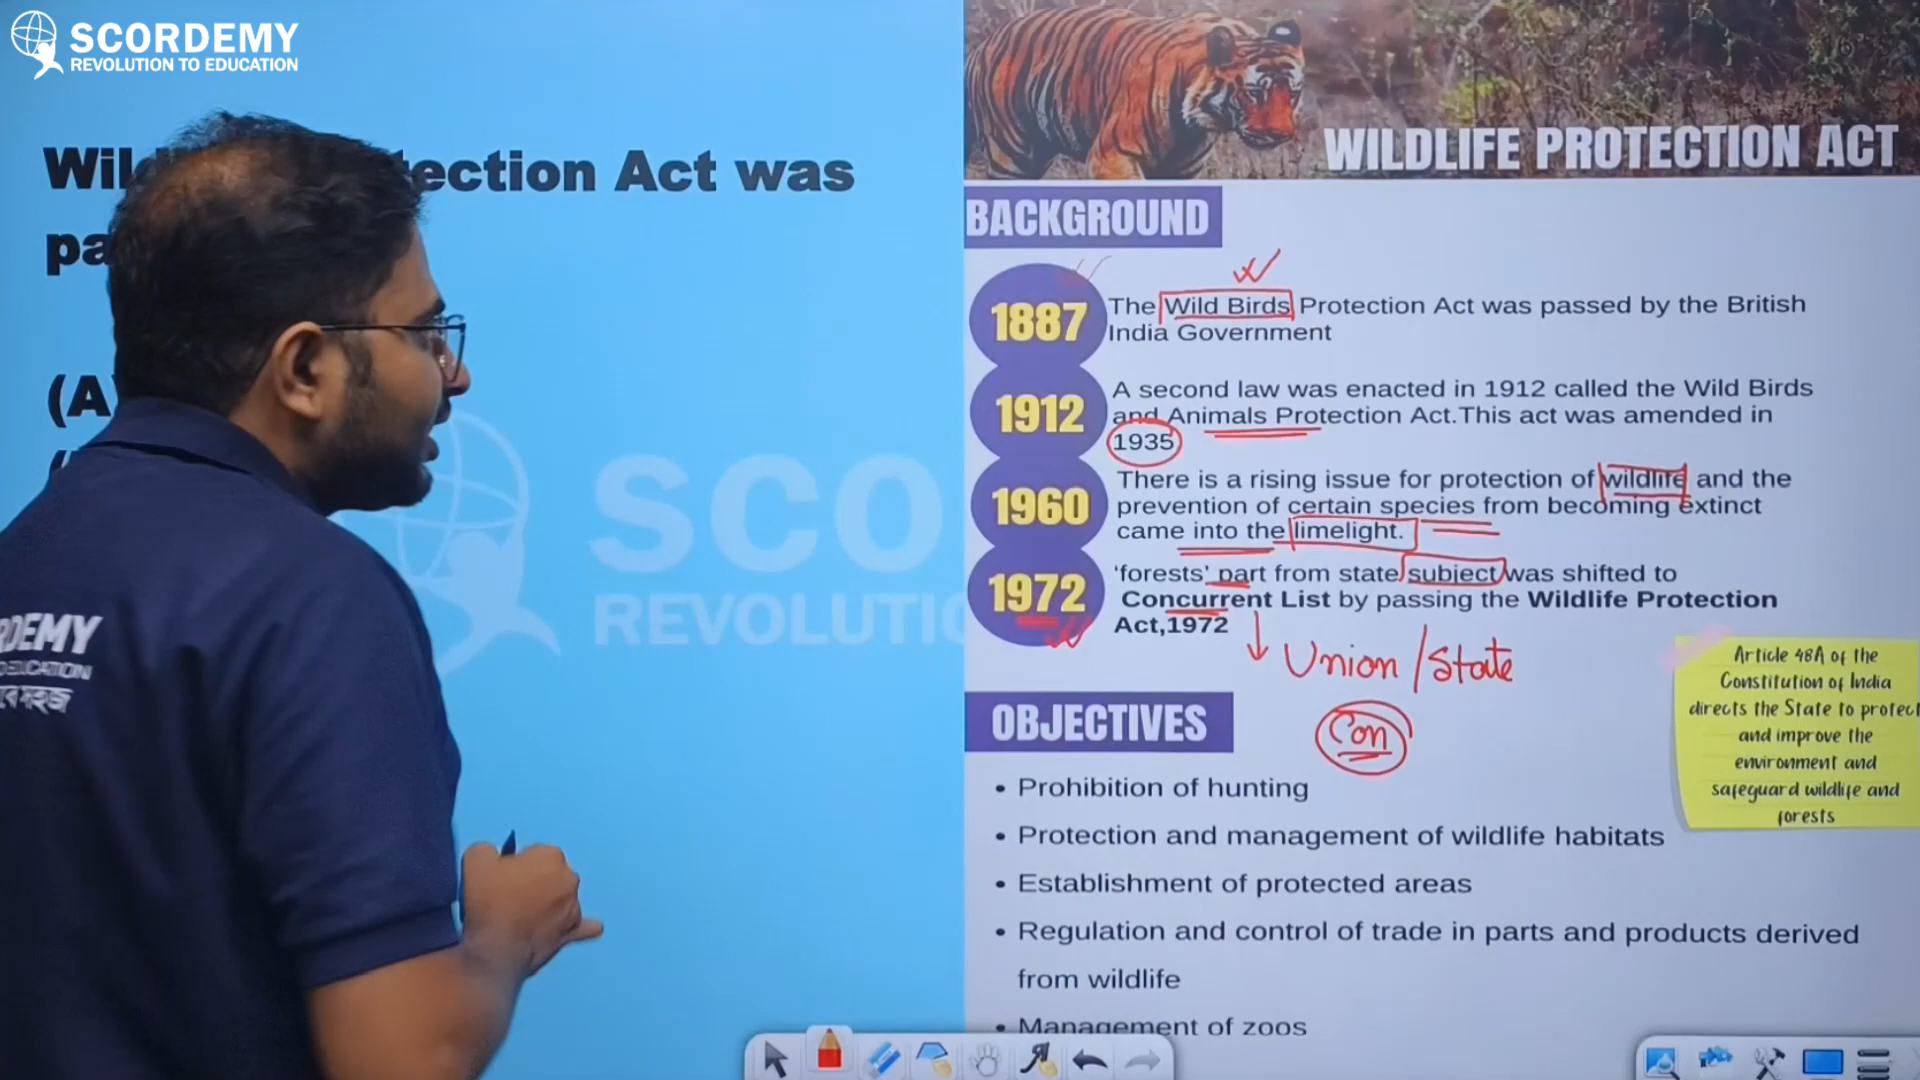 SCORDEMY
REVOLUTION TO EDUCATION
ection Act was
(A
SCO
REVOLUTI
RDEMY
WILDLIFE PROTECTION ACT
BACKGROUND
1887
The Wild Birds Protection Act was passed by the British
India Government
1912
A second law was enacted in 1912 called the Wild Birds
and Animals Protection Act.This act was amended in
1935
1960
There is a rising issue for protection of wildlife and the
prevention of certain species from becoming extinct
came into the limelight.
1972
'forests' part from state subject was shifted to
Concurrent List by passing the Wildlife Protection
Act,1972
Union / State
Con
Article 48A of the
Constitution of India
directs the State to protect
and improve the
environment and
safeguard wildlife and
forests
OBJECTIVES
• Prohibition of hunting
• Protection and management of wildlife habitats
• Establishment of protected areas
• Regulation and control of trade in parts and products derived
from wildlife
• Management of zoos